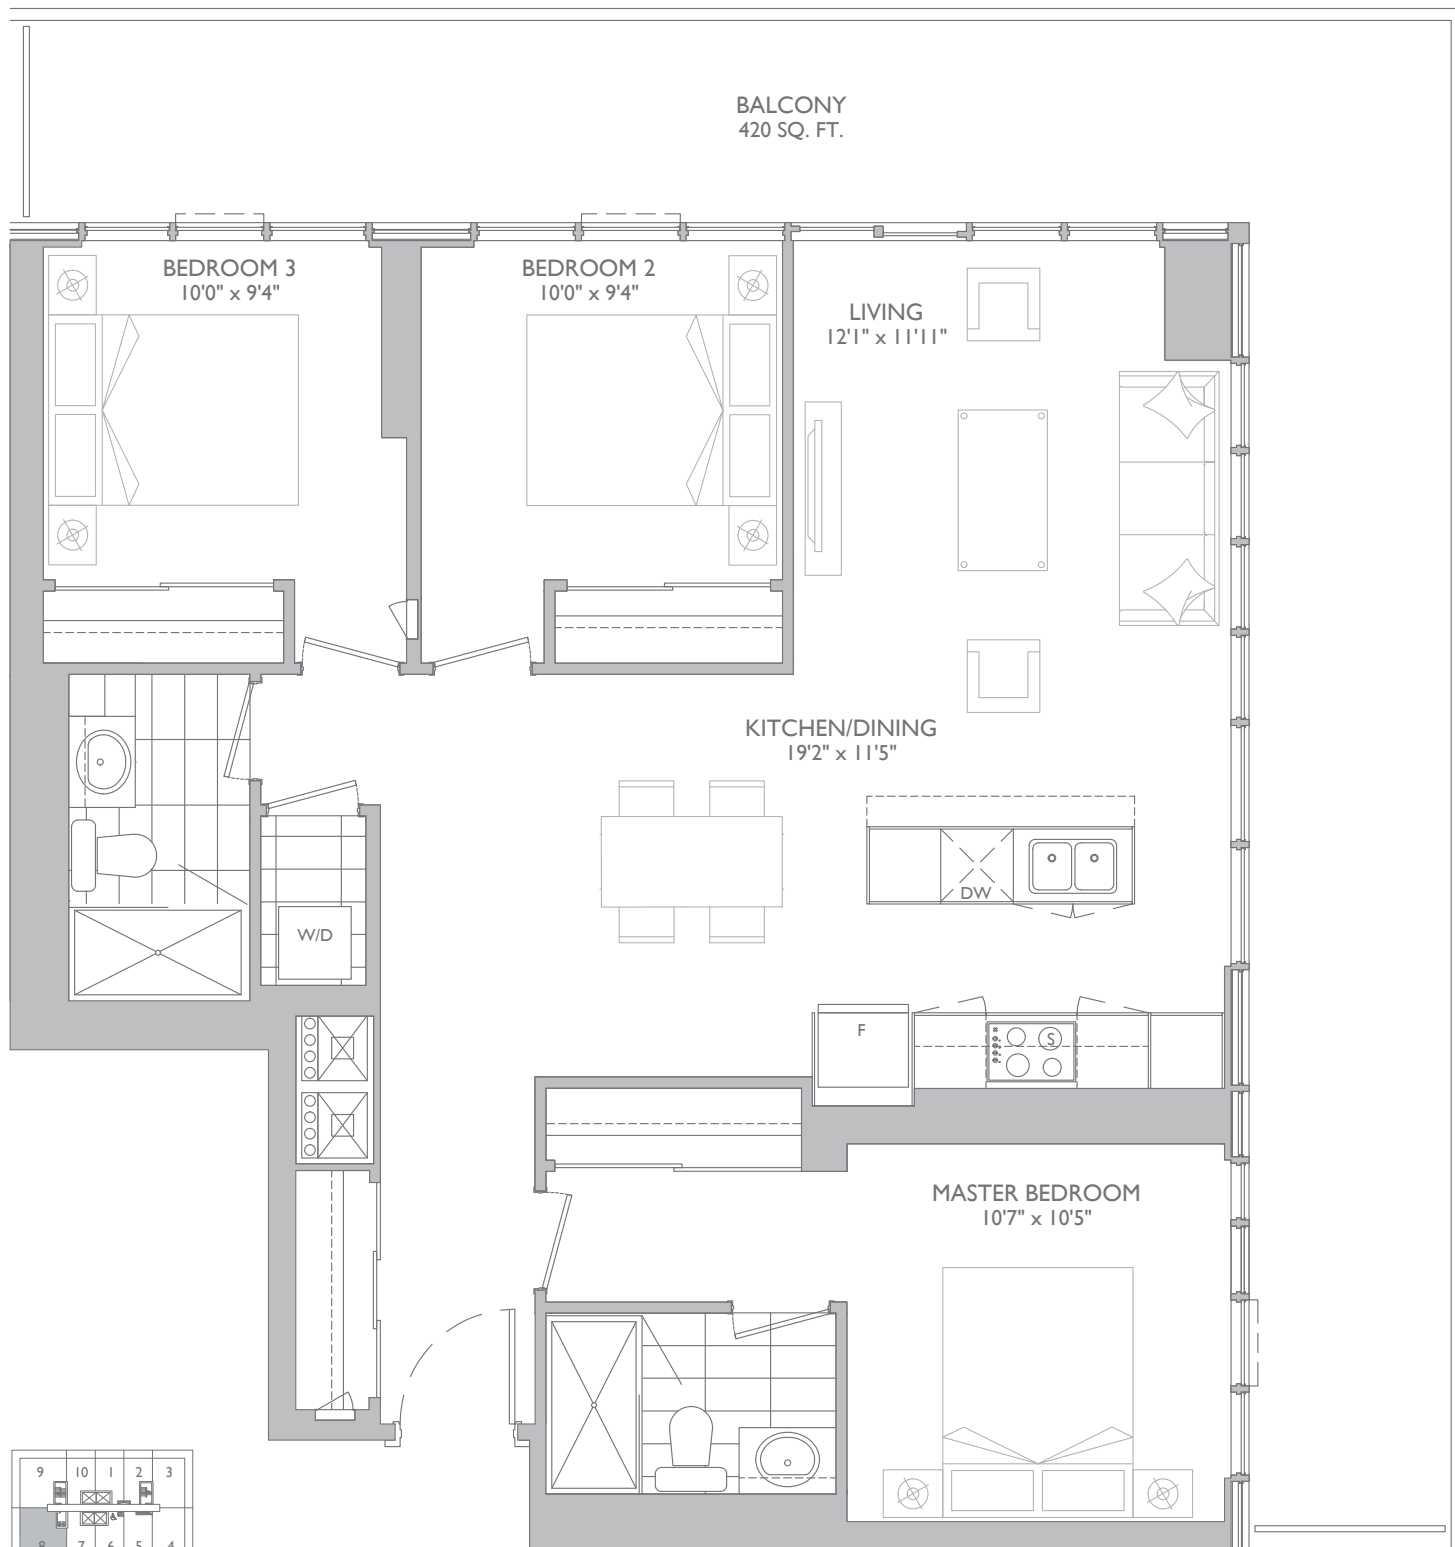 BALCONY
420 SQ. FT.
BEDROOM 3
10'0" x 9'4"
BEDROOM 2
10'0" x 9'4"
LIVING
12'1" x 11'11"
KITCHEN/DINING
19'2" x 11'5"
DW
W/D
F
S
MASTER BEDROOM
10'7" x 10'5"
9 10 1 2 3
8 7 6 5 4